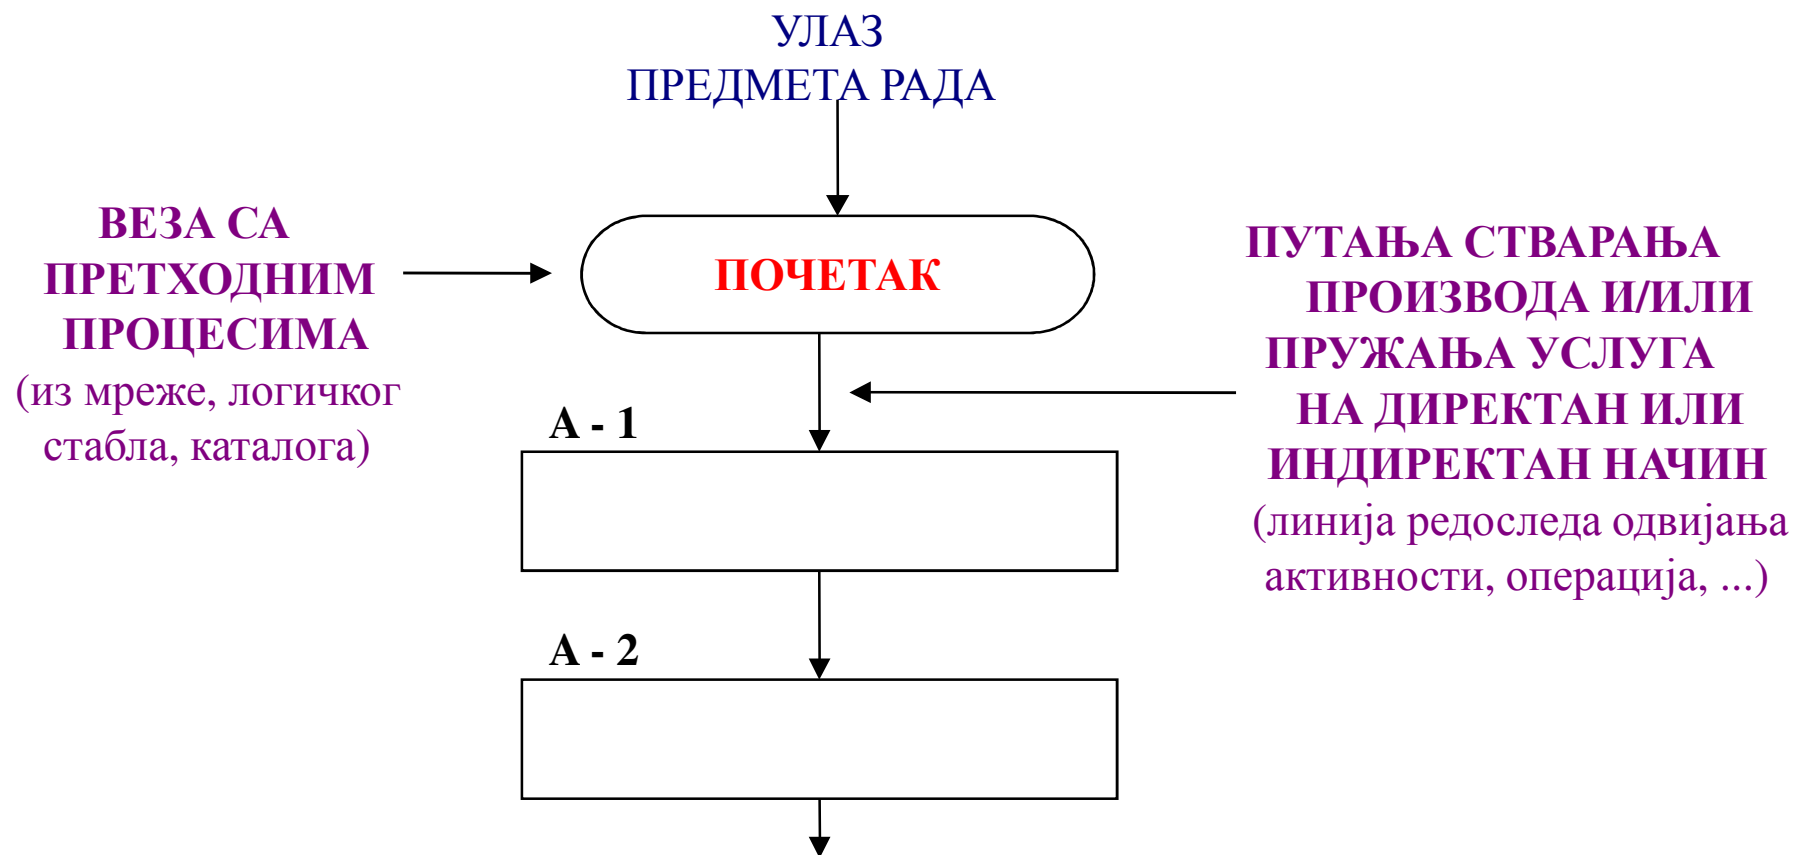 УЛАЗ
ПРЕДМЕТА РАДА
ВЕЗА СА
ПРЕТХОДНИМ
ПРОЦЕСИМА
(из мреже, логичког
стабла, каталога)
ПОЧЕТАК
ПУТАЊА СТВАРАЊА
ПРОИЗВОДА И/ИЛИ
ПРУЖАЊА УСЛУГА
НА ДИРЕКТАН ИЛИ
ИНДИРЕКТАН НАЧИН
(линија редоследа одвијања
активности, операција, ...)
А - 1
А - 2